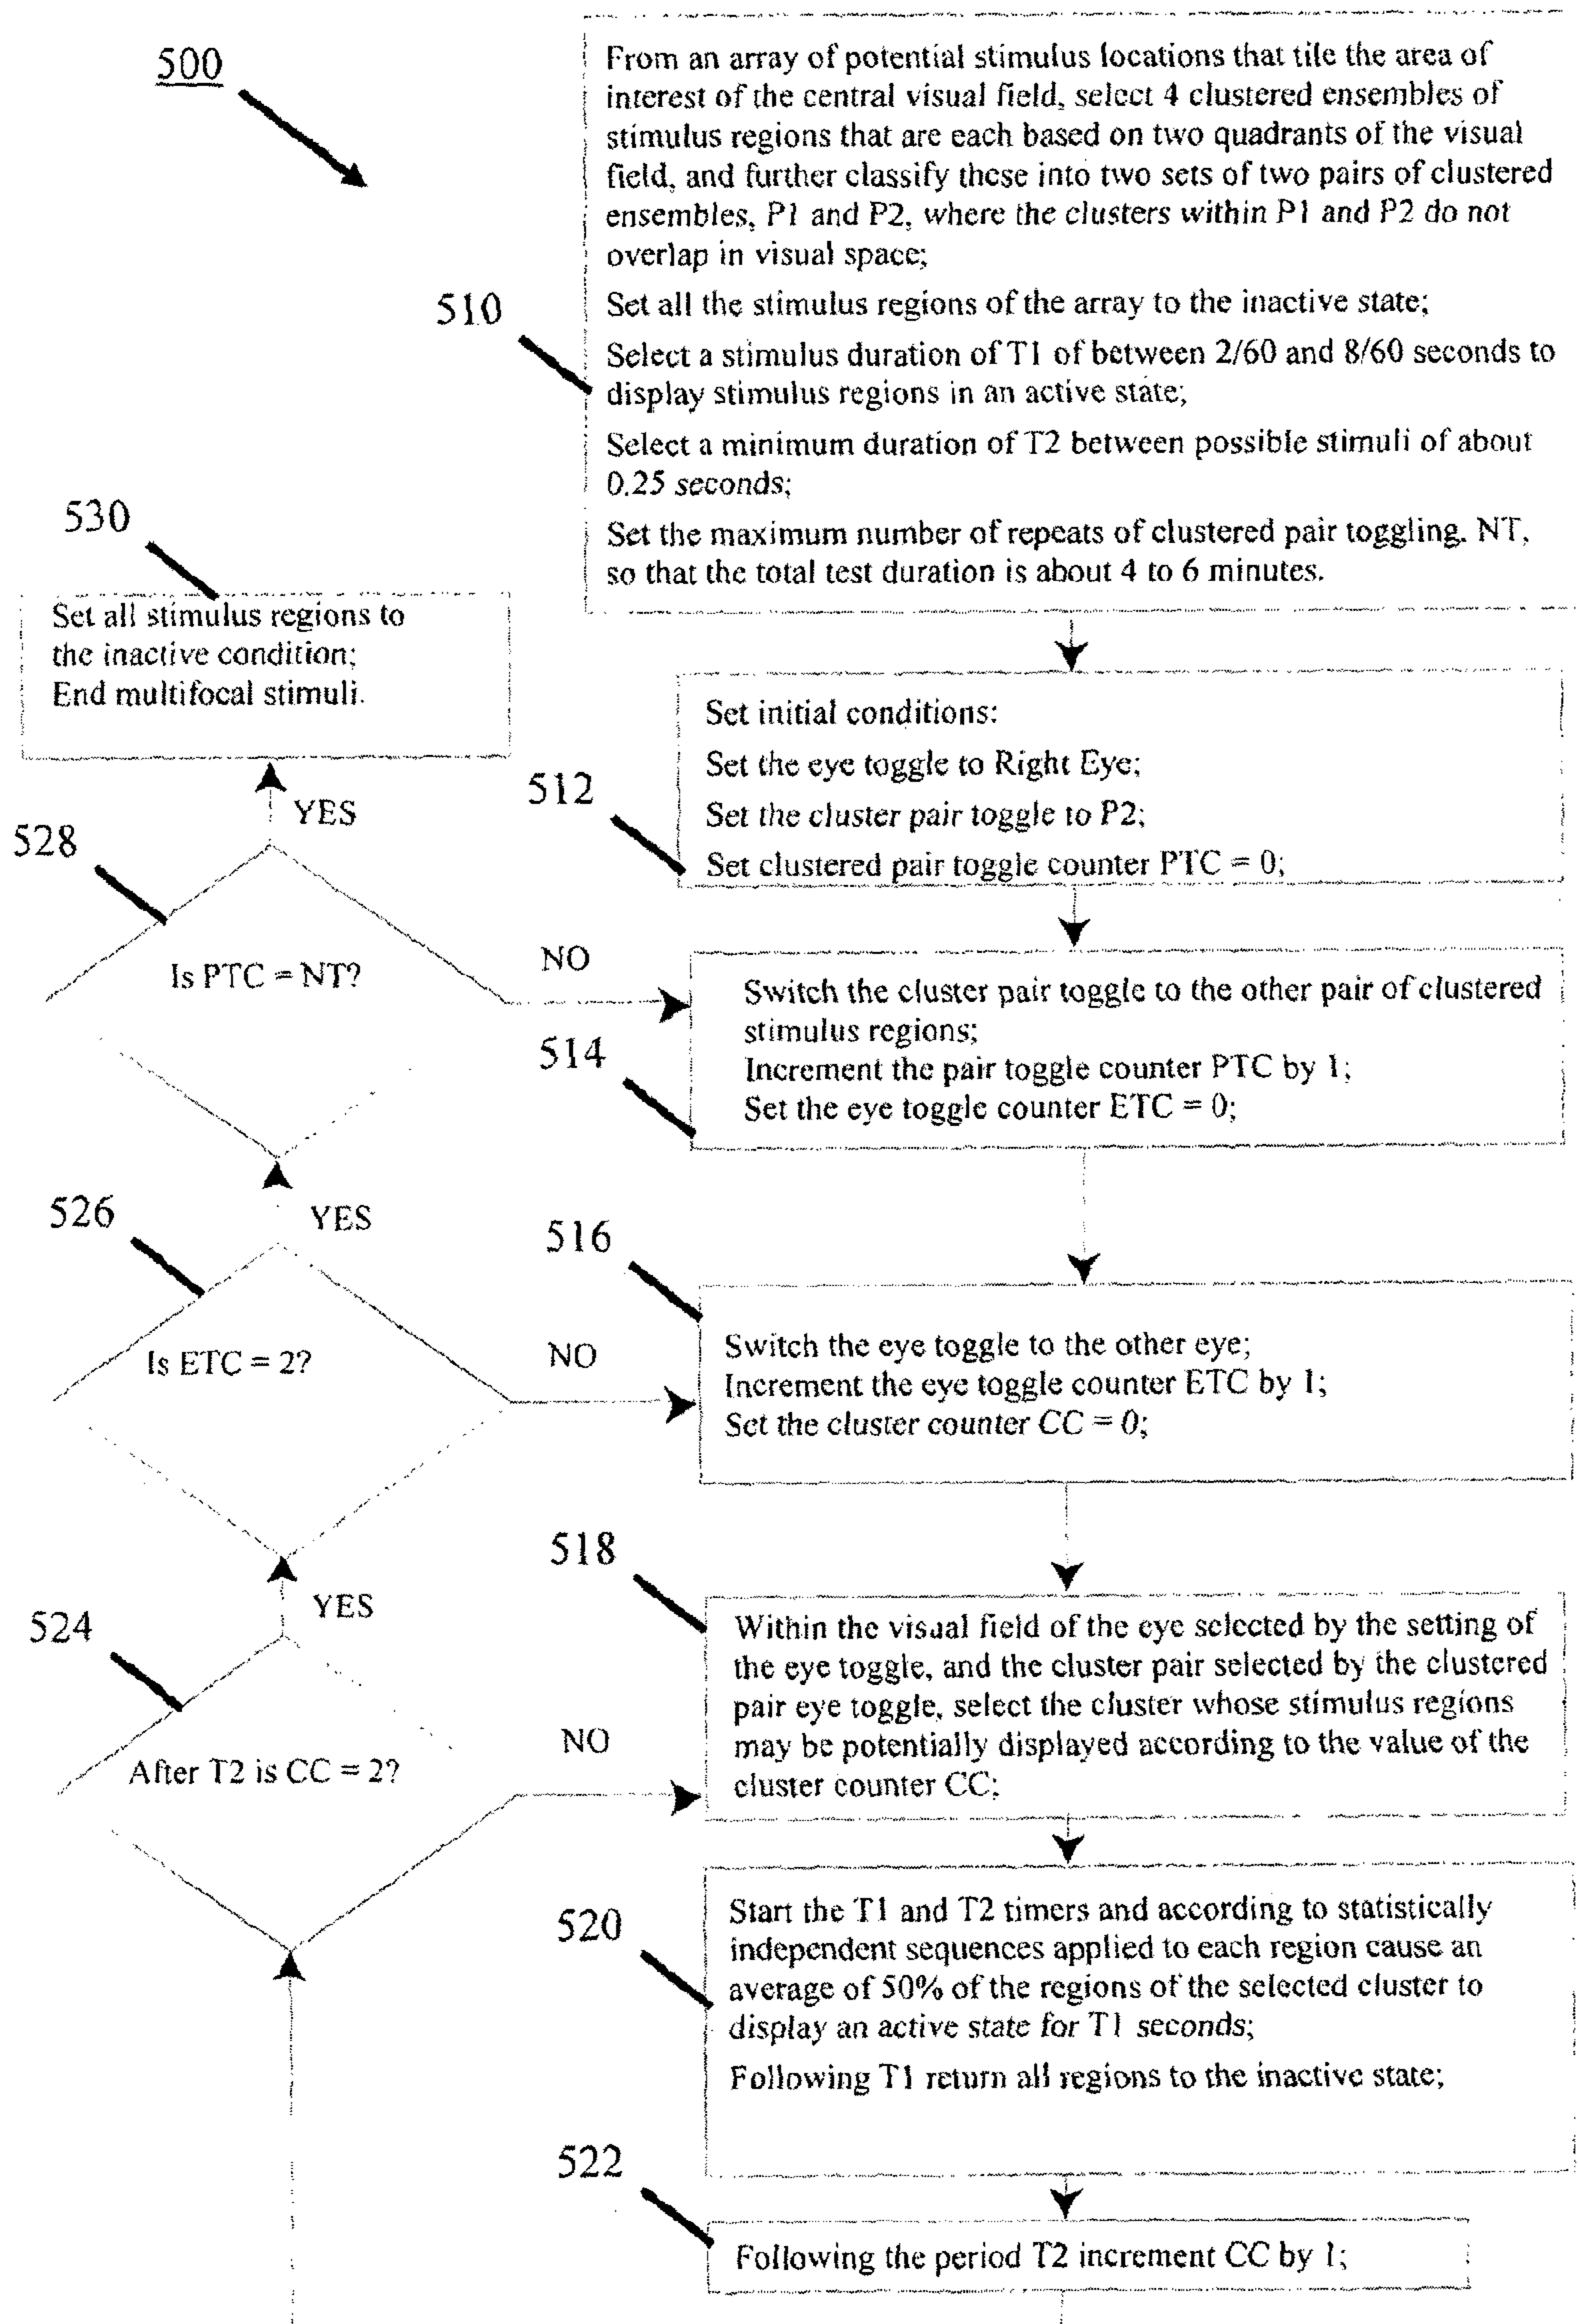 500
From an array of potential stimulus locations that tile the area of
interest of the central visual field, select 4 clustered ensembles of
stimulus regions that are each based on two quadrants of the visual
field, and further classify these into two sets of two pairs of clustered
ensembles, P1 and P2, where the clusters within P1 and P2 do not
overlap in visual space;
510
Set all the stimulus regions of the array to the inactive state;
Select a stimulus duration of T1 of between 2/60 and 8/60 seconds to
display stimulus regions in an active state;
Select a minimum duration of T2 between possible stimuli of about
0.25 seconds;
Set the maximum number of repeats of clustered pair toggling. NT,
so that the total test duration is about 4 to 6 minutes.
530
Set all stimulus regions to
the inactive condition;
End multifocal stimuli.
512
Set initial conditions:
Set the eye toggle to Right Eye;
Set the cluster pair toggle to P2;
Set clustered pair toggle counter PTC = 0;
YES
528
Is PTC = NT?
NO
514
Switch the cluster pair toggle to the other pair of clustered
stimulus regions;
Increment the pair toggle counter PTC by 1;
Set the eye toggle counter ETC = 0;
YES
526
Is ETC = 2?
NO
516
Switch the eye toggle to the other eye;
Increment the eye toggle counter ETC by 1;
Set the cluster counter CC = 0;
YES
524
After T2 is CC = 2?
NO
518
Within the visual field of the eye selected by the setting of
the eye toggle, and the cluster pair selected by the clustered
pair eye toggle, select the cluster whose stimulus regions
may be potentially displayed according to the value of the
cluster counter CC;
520
Start the T1 and T2 timers and according to statistically
independent sequences applied to each region cause an
average of 50% of the regions of the selected cluster to
display an active state for T1 seconds;
Following T1 return all regions to the inactive state;
522
Following the period T2 increment CC by 1;